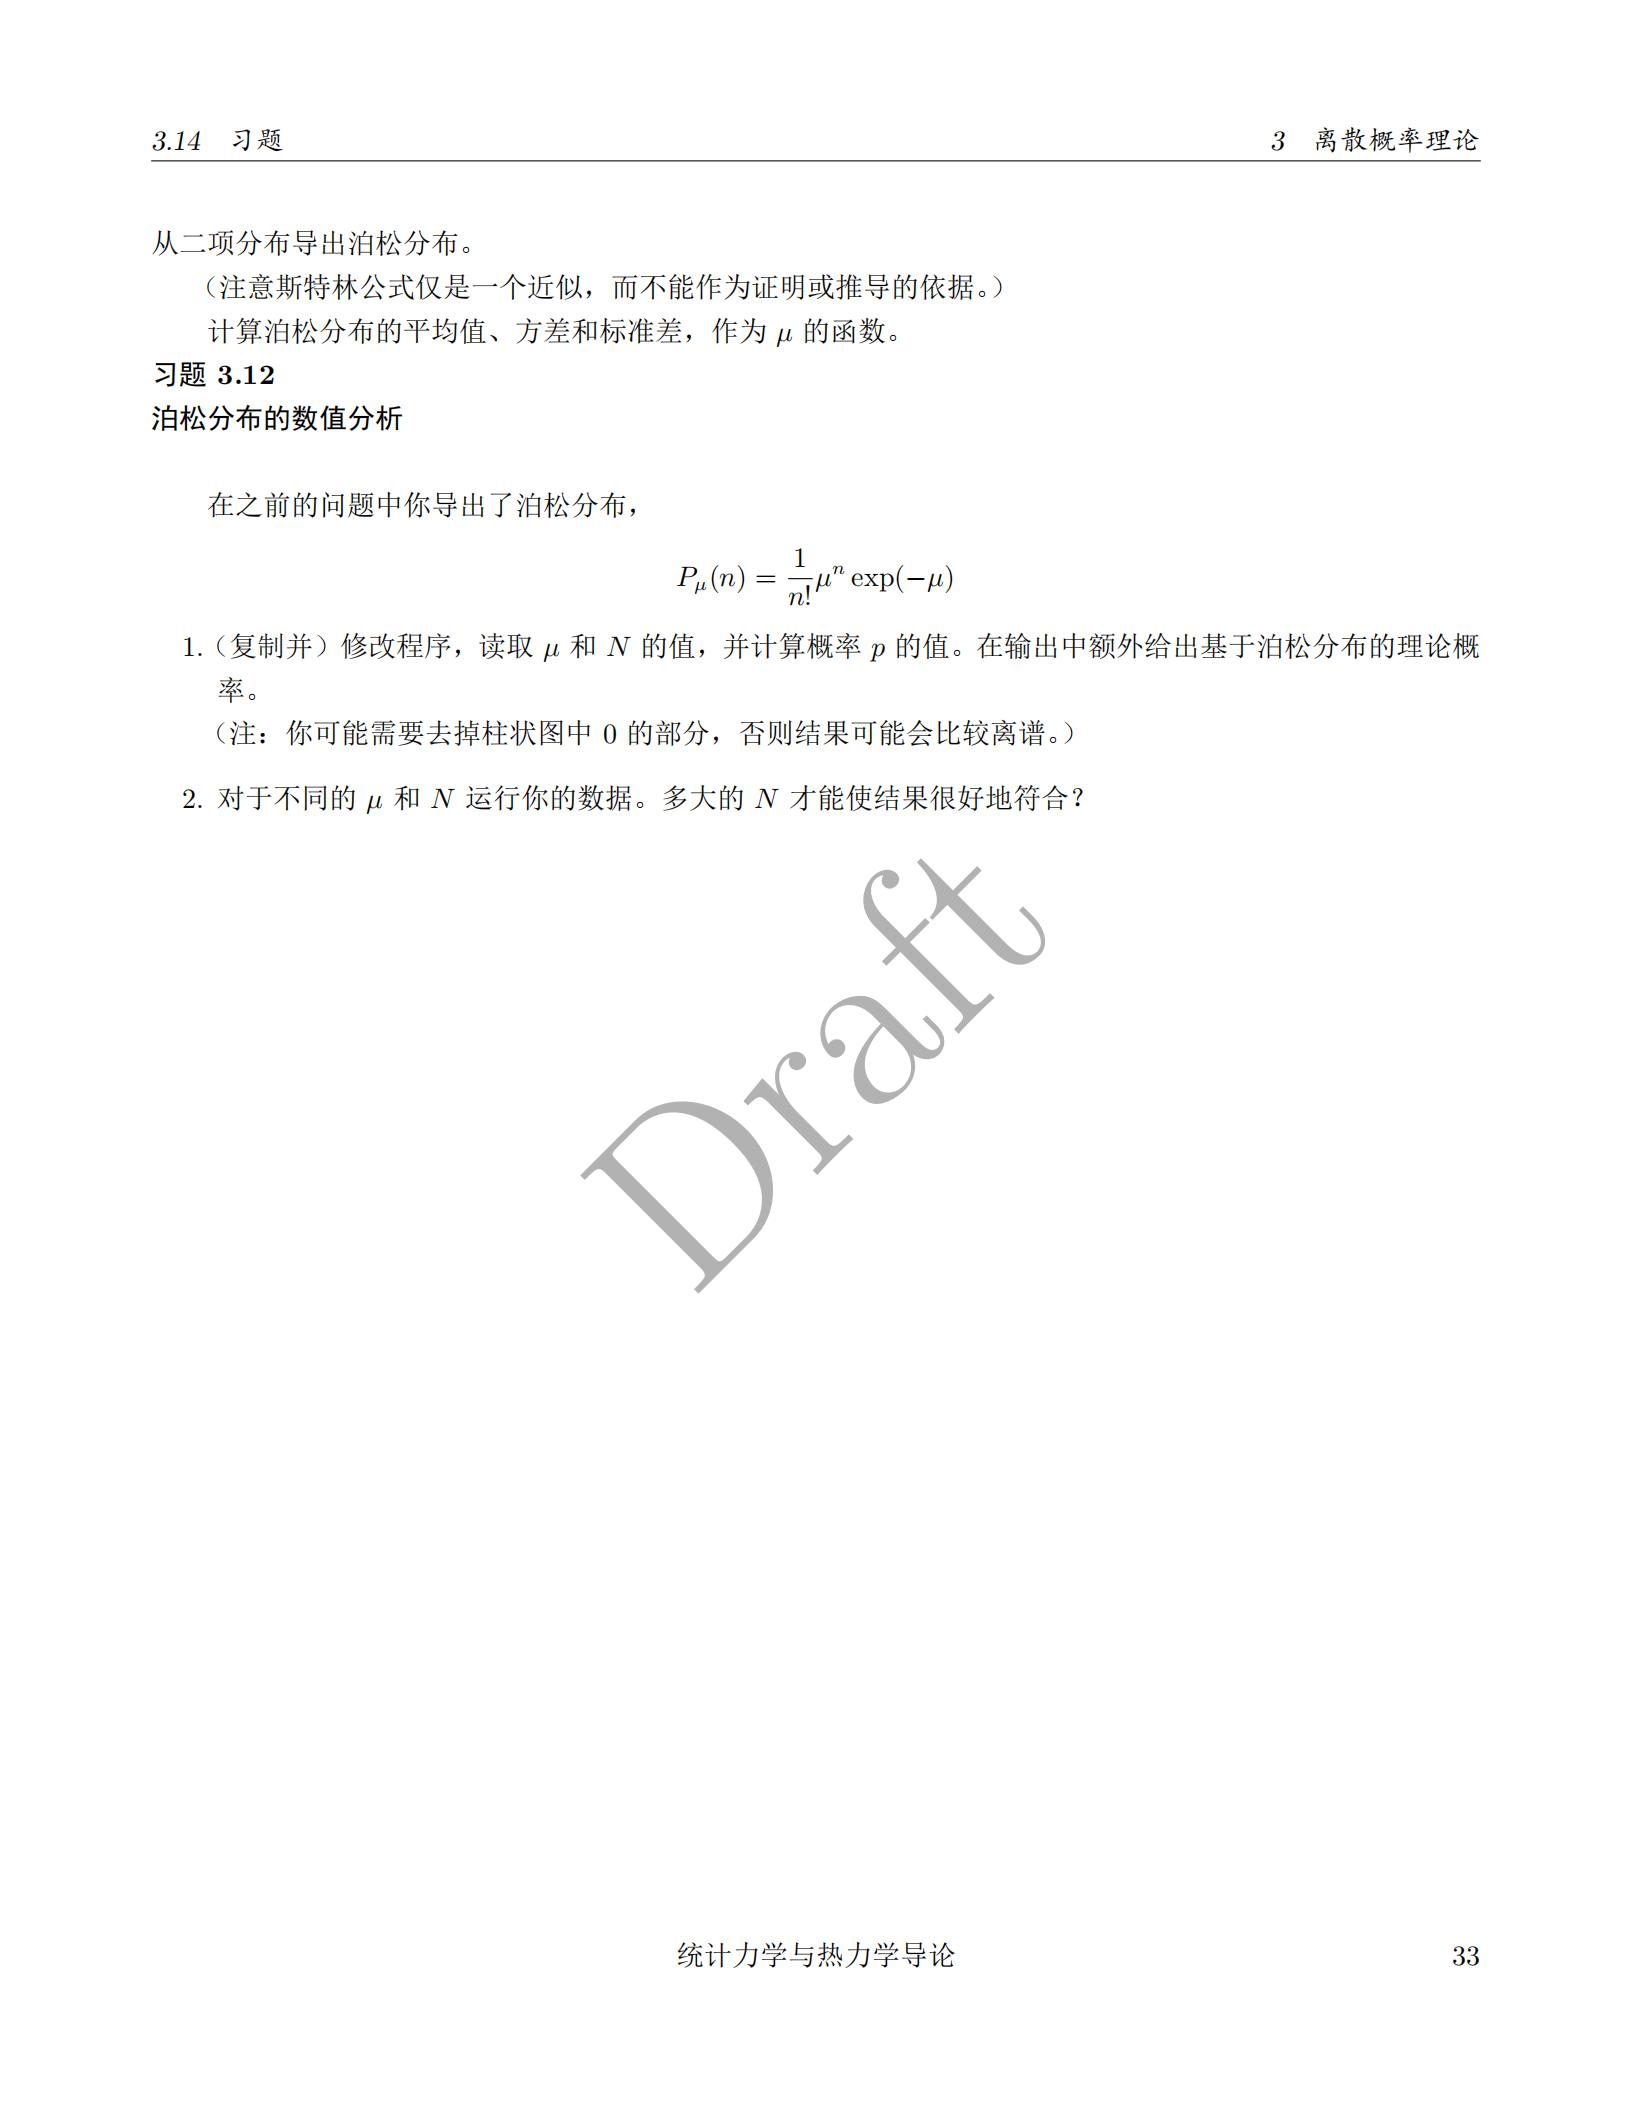 3.14 习题 3 离散概率理论
从二项分布导出泊松分布。
（注意斯特林公式仅是一个近似，而不能作为证明或推导的依据。）
计算泊松分布的平均值、方差和标准差，作为 μ 的函数。
习题 3.12
泊松分布的数值分析
在之前的问题中你导出了泊松分布，
P_μ(n) = \frac{1}{n!} μ^n exp(−μ)
1.（复制并）修改程序，读取 μ 和 N 的值，并计算概率 p 的值。在输出中额外给出基于泊松分布的理论概
率。
（注：你可能需要去掉柱状图中 0 的部分，否则结果可能会比较离谱。）
2. 对于不同的 μ 和 N 运行你的数据。多大的 N 才能使结果很好地符合？
Draft
统计力学与热力学导论 33